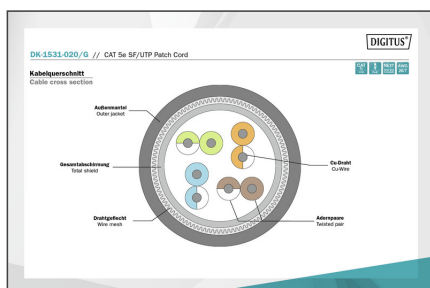 DIGITUS®
DK-1531-020/G // CAT 5e SF/UTP Patch Cord
Kabelquerschnitt
Cable cross section
Außenmantel
Outer jacket
Gesamtabschirmung
Total shield
Drahtgeflecht
Wire mesh
Cu-Draht
Cu-Wire
Adernpaare
Twisted pair